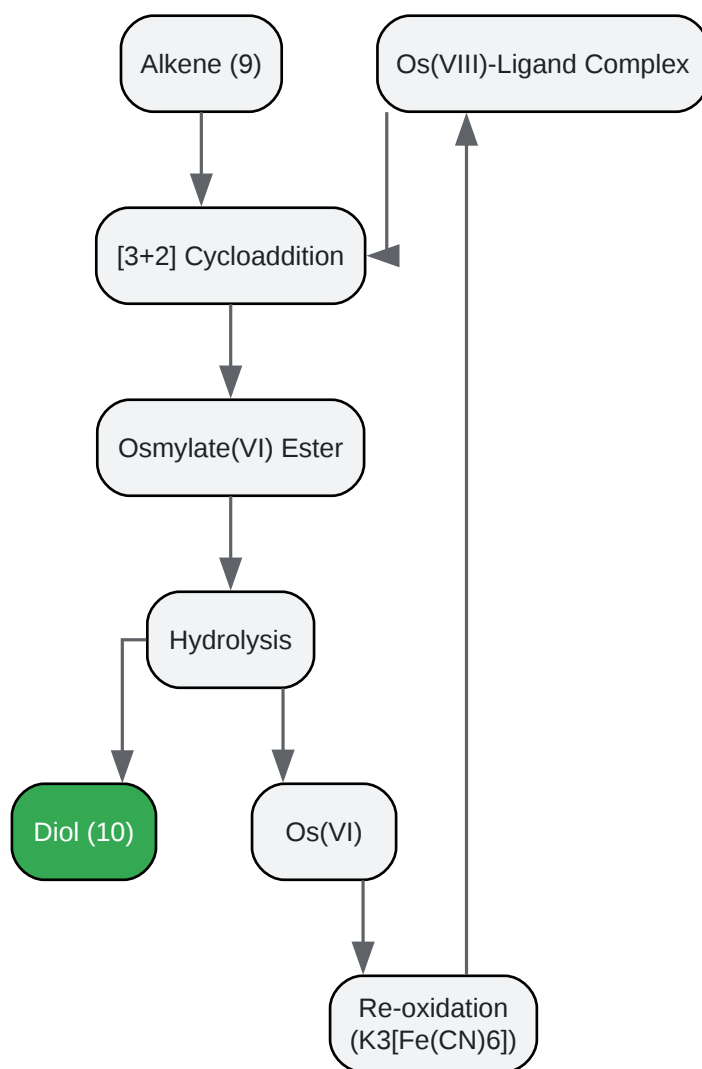 Alkene (9)
Os(VIII)-Ligand Complex
[3+2] Cycloaddition
Osmylate(VI) Ester
Hydrolysis
Diol (10)
Os(VI)
Re-oxidation
(K3[Fe(CN)6])